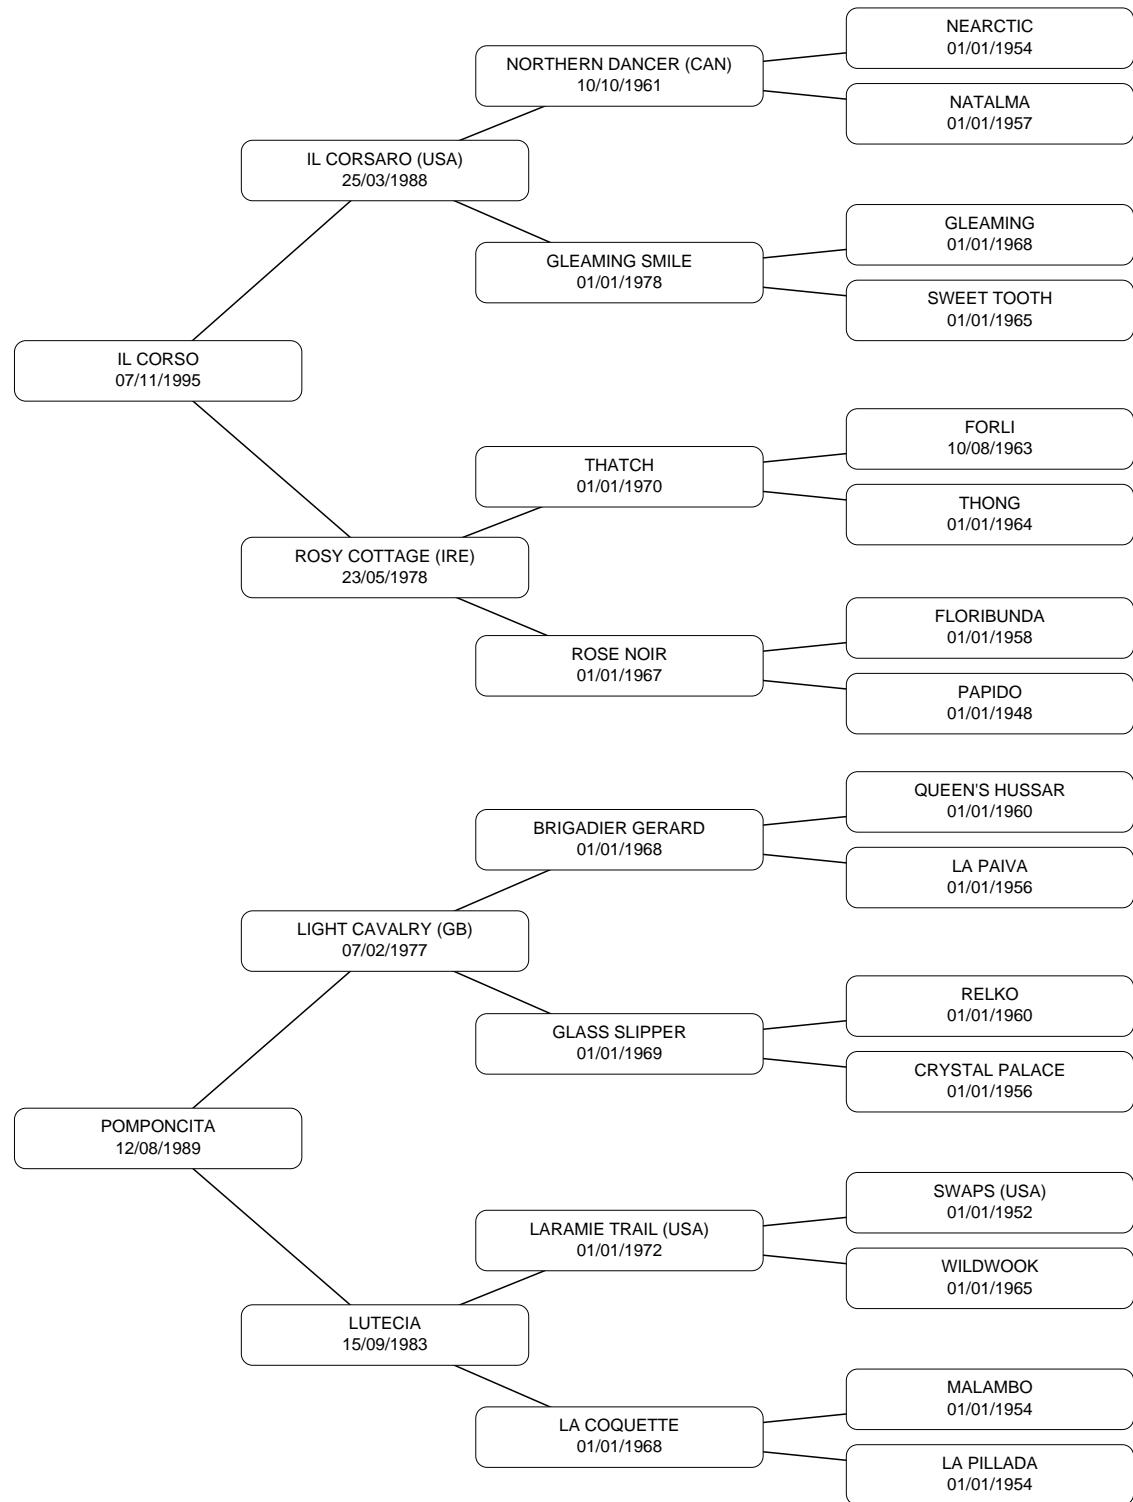 NEARCTIC
01/01/1954
NORTHERN DANCER (CAN)
10/10/1961
NATALMA
01/01/1957
IL CORSARO (USA)
25/03/1988
GLEAMING
01/01/1968
GLEAMING SMILE
01/01/1978
SWEET TOOTH
01/01/1965
IL CORSO
07/11/1995
FORLI
10/08/1963
THATCH
01/01/1970
THONG
01/01/1964
ROSY COTTAGE (IRE)
23/05/1978
FLORIBUNDA
01/01/1958
ROSE NOIR
01/01/1967
PAPIDO
01/01/1948
QUEEN'S HUSSAR
01/01/1960
BRIGADIER GERARD
01/01/1968
LA PAIVA
01/01/1956
LIGHT CAVALRY (GB)
07/02/1977
RELKO
01/01/1960
GLASS SLIPPER
01/01/1969
CRYSTAL PALACE
01/01/1956
POMPONCITA
12/08/1989
SWAPS (USA)
01/01/1952
LARAMIE TRAIL (USA)
01/01/1972
WILDWOOK
01/01/1965
LUTECIA
15/09/1983
MALAMBO
01/01/1954
LA COQUETTE
01/01/1968
LA PILLADA
01/01/1954